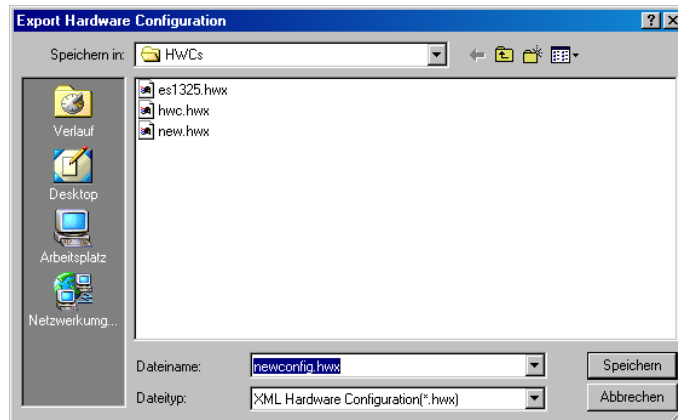 Export Hardware Configuration
Speichern in: HWCs
es1325.hwx
hwc.hwx
new.hwx
Verlauf
Desktop
Arbeitsplatz
Netzwerkumg...
Dateiname: newconfig.hwx Speichern
Dateityp: XML Hardware Configuration(*.hwx) Abbrechen